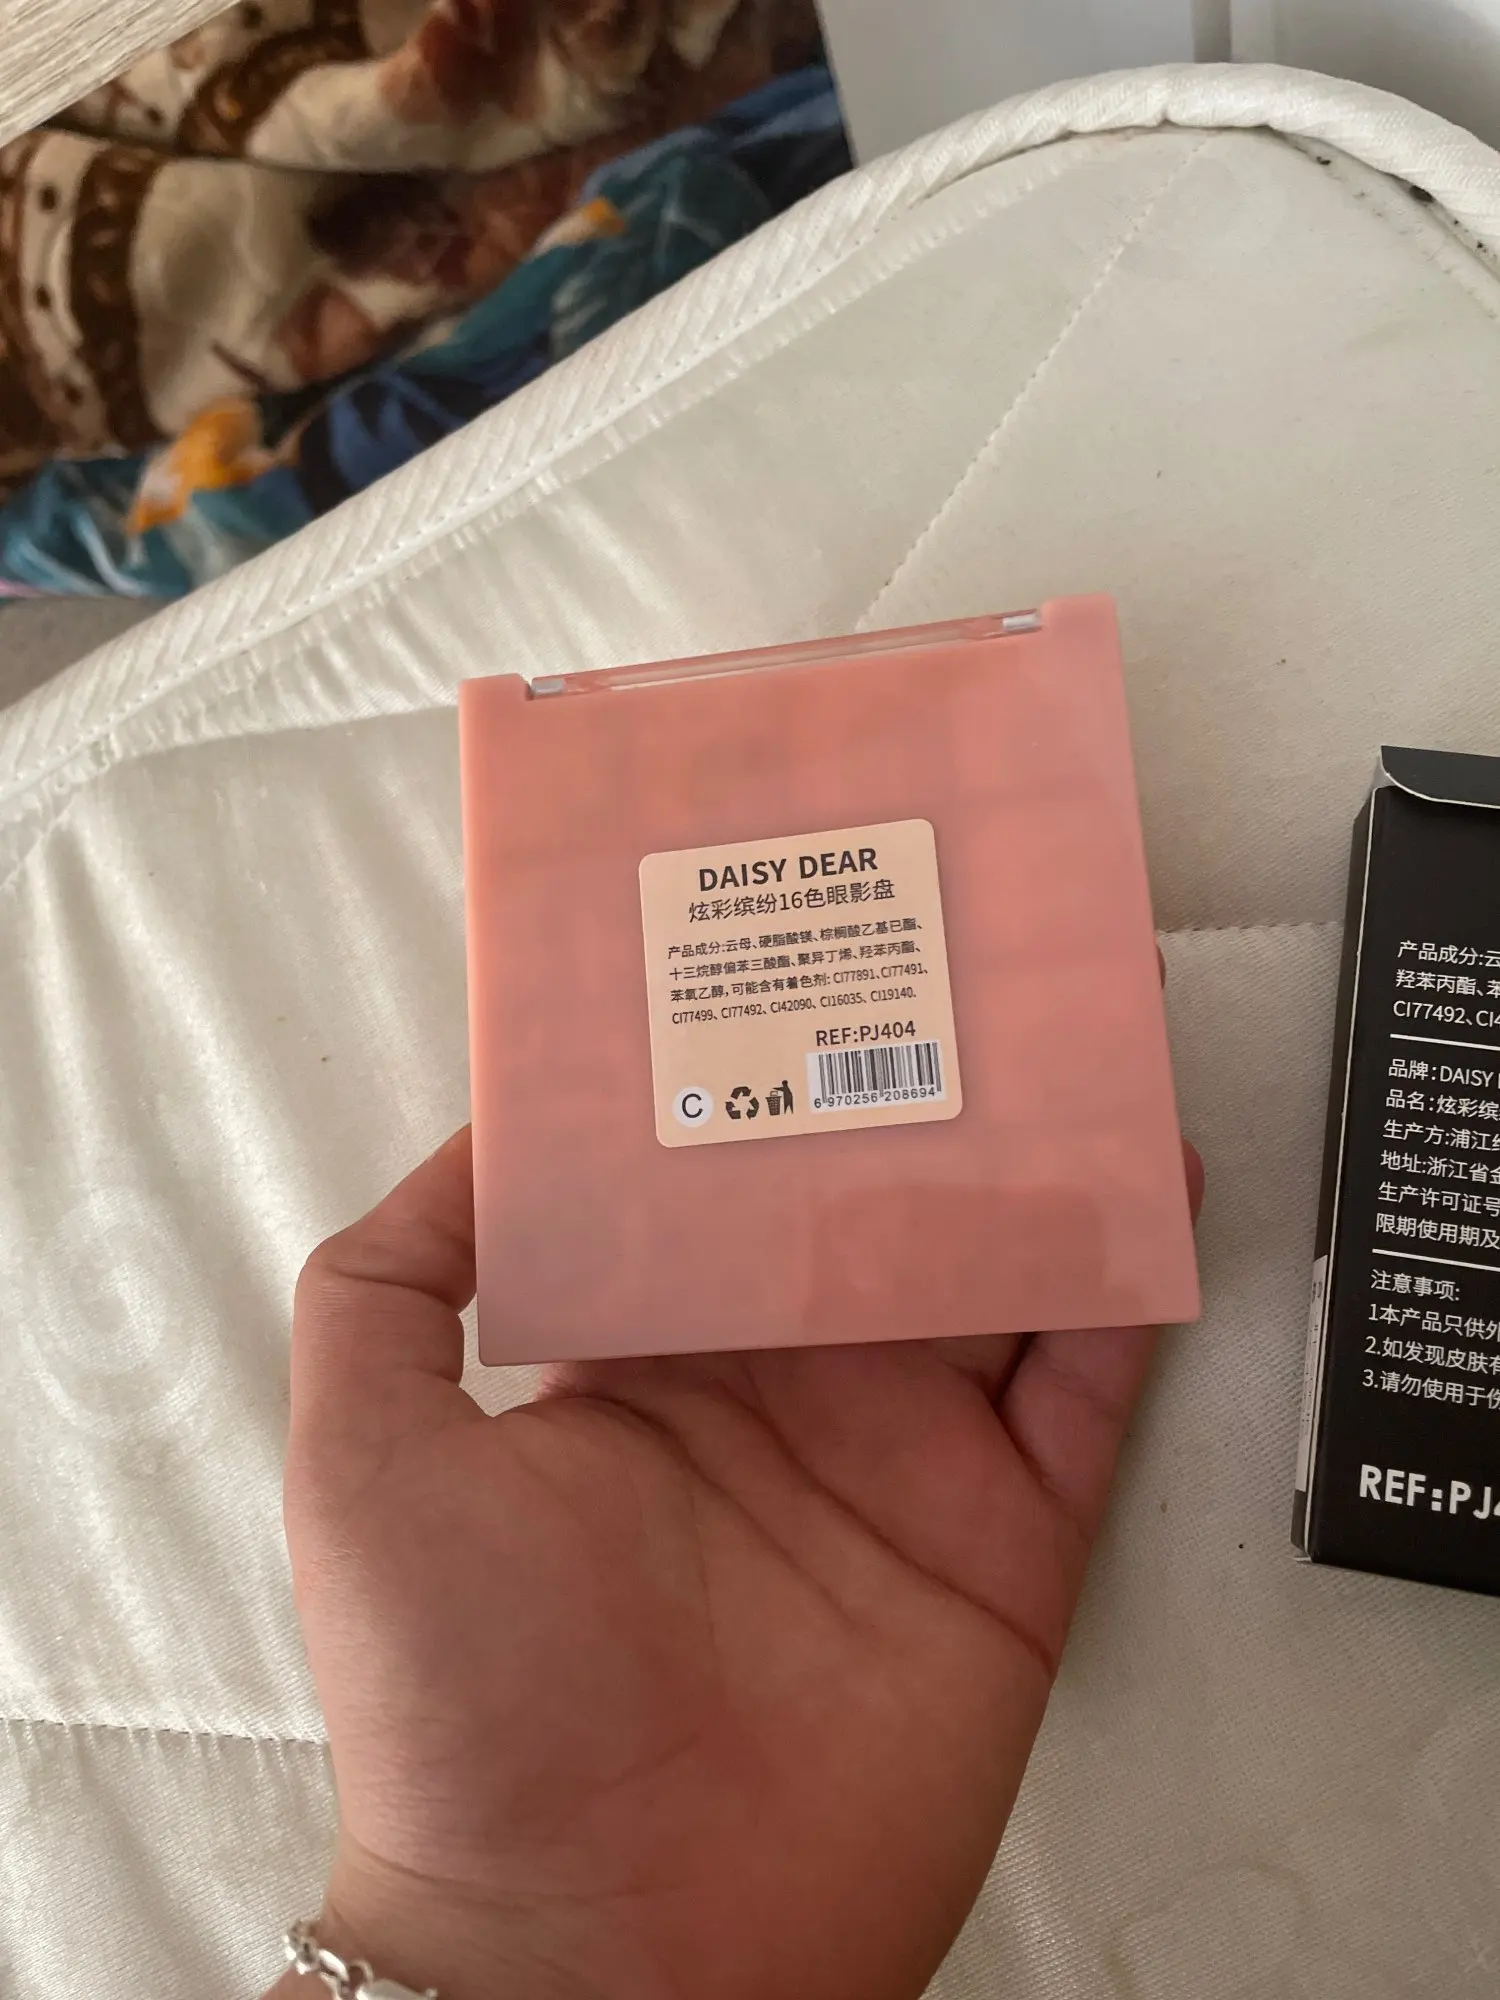 DAISY DEAR
炫彩缤纷16色眼影盘
产品成分:云母、硬脂酸镁、棕榈酸乙基己酯、
十三烷醇偏苯三酸酯、聚异丁烯、羟苯丙酯、
苯氧乙醇,可能含有着色剂: CI77891、CI77491、
CI77499、CI77492、CI42090、CI16035、CI19140.
REF:PJ404
C
6 970256 208694
产品成分:云
羟苯丙酯、苯
CI77492、CI4
品牌:DAISY
品名:炫彩缤
生产方:浦江
地址:浙江省金
生产许可证号
限期使用期及
注意事项:
1本产品只供外
2.如发现皮肤有
3.请勿使用于伤
REF:PJ4